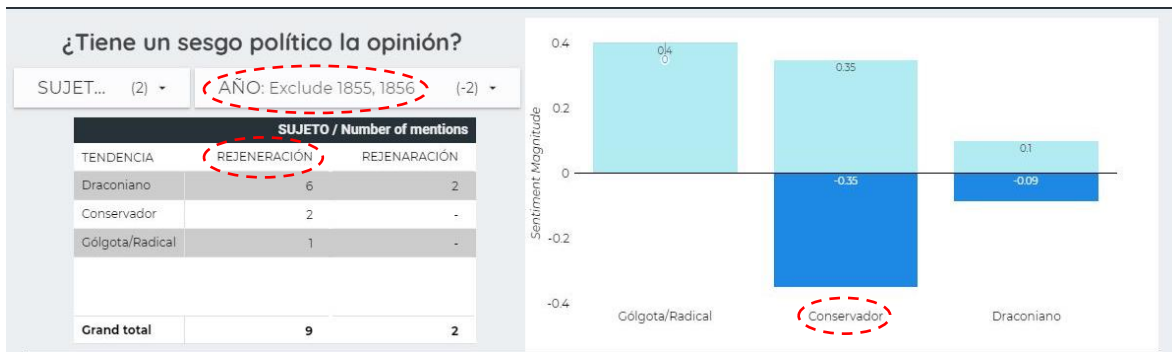 ¿Tiene un sesgo político la opinión?
SUJET... (2)
AÑO: Exclude 1855, 1856 (-2)
SUJETO / Number of mentions
TENDENCIA REJENERACIÓN REJENARACIÓN
Draconiano 6 2
Conservador 2 -
Gólgota/Radical 1 -
Grand total 9 2
Sentiment Magnitude
0.4
0.2
0
-0.2
-0.4
0.4
0
0.35
-0.35
0.1
-0.09
Gólgota/Radical Conservador Draconiano